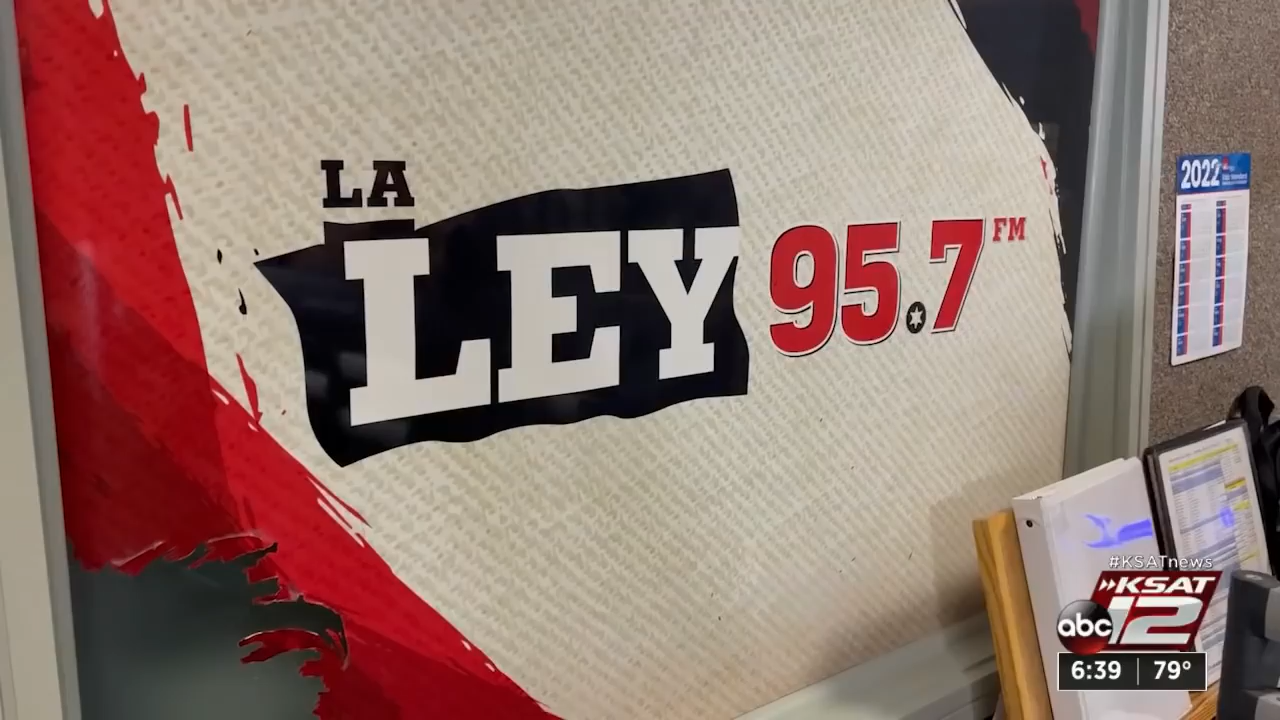 LA
LEY 95.7 FM
2022
#KSATnews
KSAT
abc 12
6:39 79°